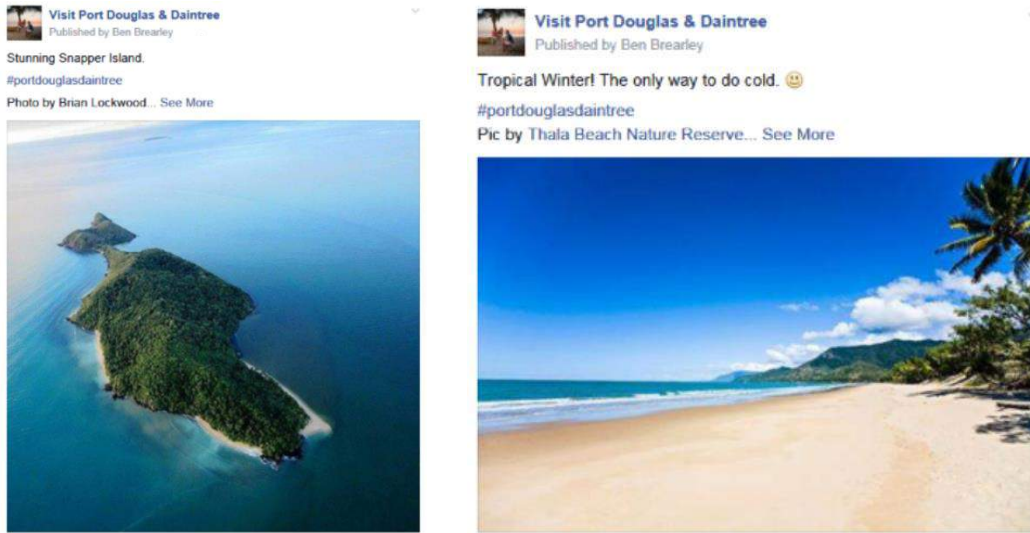 Visit Port Douglas & Daintree
Published by Ben Brearley
Stunning Snapper Island.
#portdouglasdaintree
Photo by Brian Lockwood... See More
Visit Port Douglas & Daintree
Published by Ben Brearley
Tropical Winter! The only way to do cold. 😃
#portdouglasdaintree
Pic by Thala Beach Nature Reserve... See More